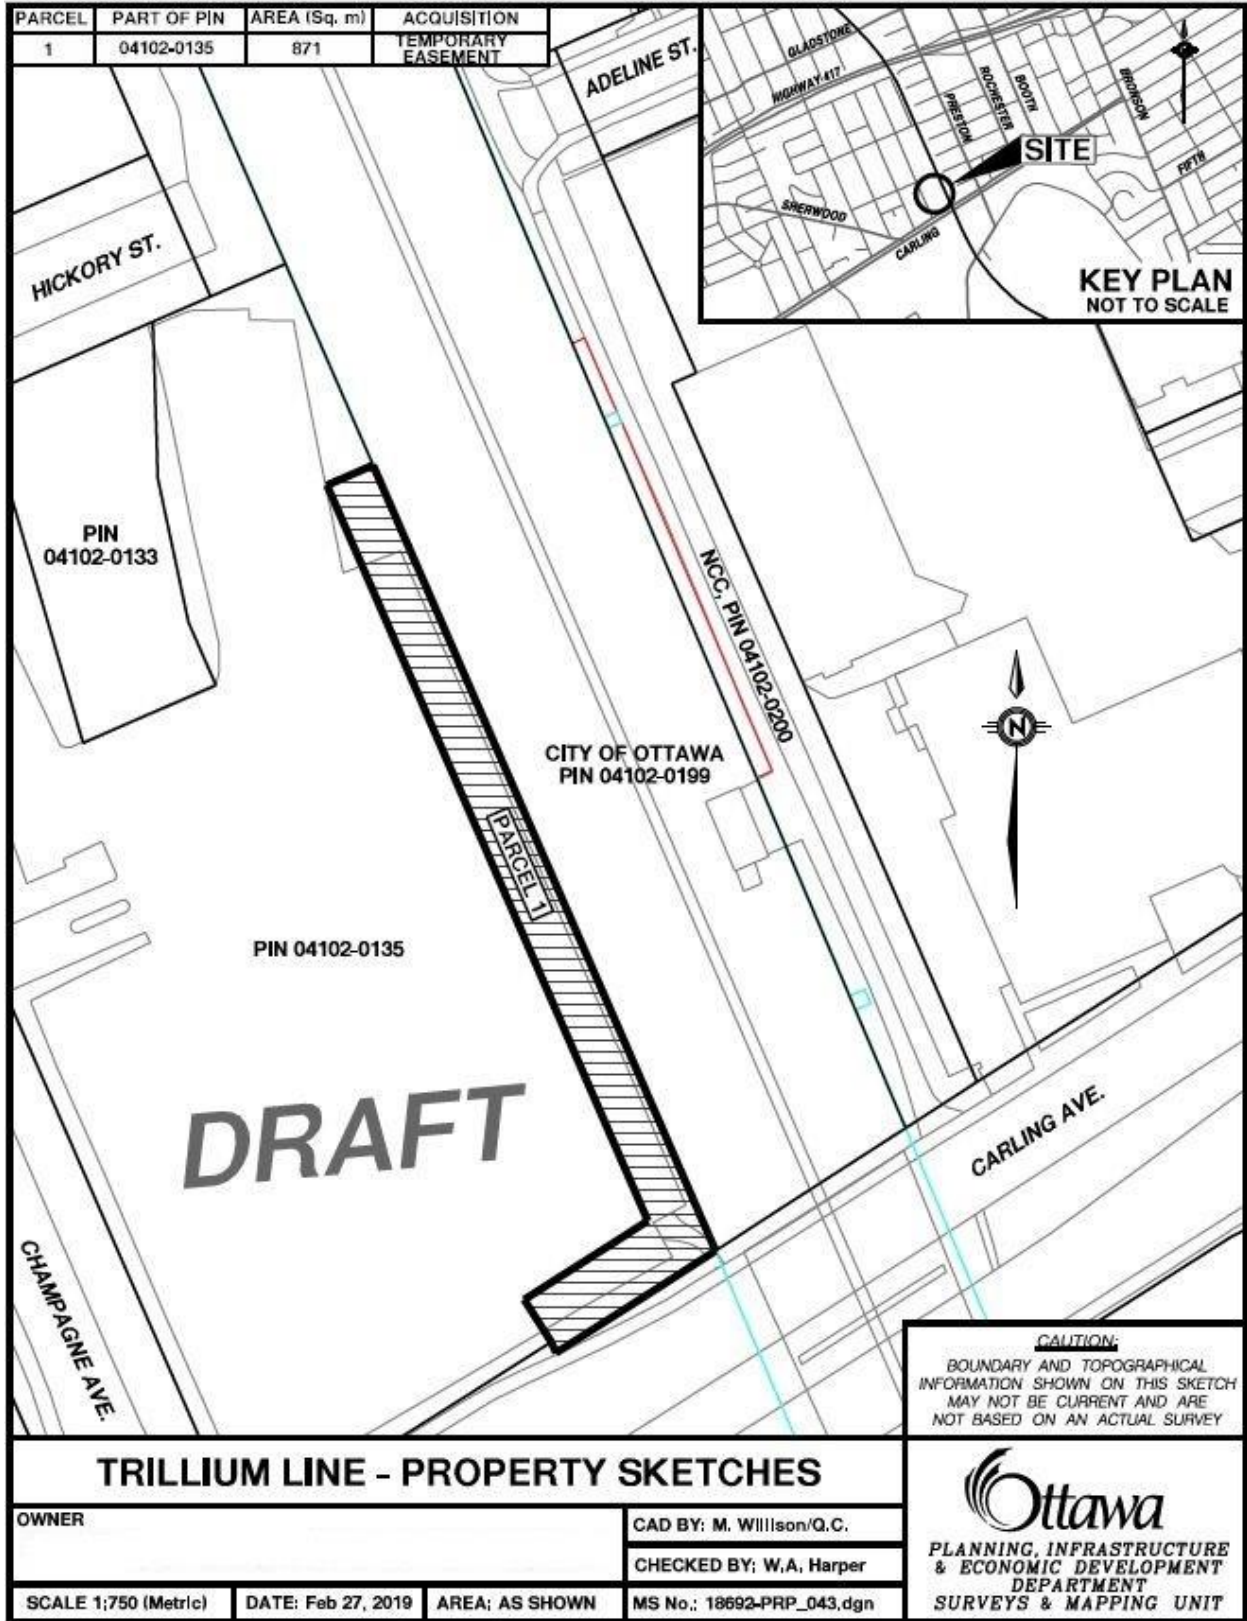 PARCEL PART OF PIN AREA (Sq. m) ACQUISITION
1 04102-0135 871 TEMPORARY EASEMENT
ADELINE ST.
HICKORY ST.
GLADSTONE
HIGHWAY 417
PRESTON
ROCHESTER
BOOTH
BRONSON
SITE
FIFTH
SHERWOOD
CARLING
KEY PLAN
NOT TO SCALE
PIN
04102-0133
NCC, PIN 04102-0200
N
CITY OF OTTAWA
PIN 04102-0199
PARCEL 1
PIN 04102-0135
DRAFT
CARLING AVE.
CHAMPAGNE AVE.
CAUTION:
BOUNDARY AND TOPOGRAPHICAL
INFORMATION SHOWN ON THIS SKETCH
MAY NOT BE CURRENT AND ARE
NOT BASED ON AN ACTUAL SURVEY
TRILLIUM LINE - PROPERTY SKETCHES
OWNER
CAD BY: M. Willison/Q.C.
CHECKED BY: W.A. Harper
SCALE 1:750 (Metric) DATE: Feb 27, 2019 AREA: AS SHOWN MS No.: 18692-PRP_043.dgn
Ottawa
PLANNING, INFRASTRUCTURE
& ECONOMIC DEVELOPMENT
DEPARTMENT
SURVEYS & MAPPING UNIT